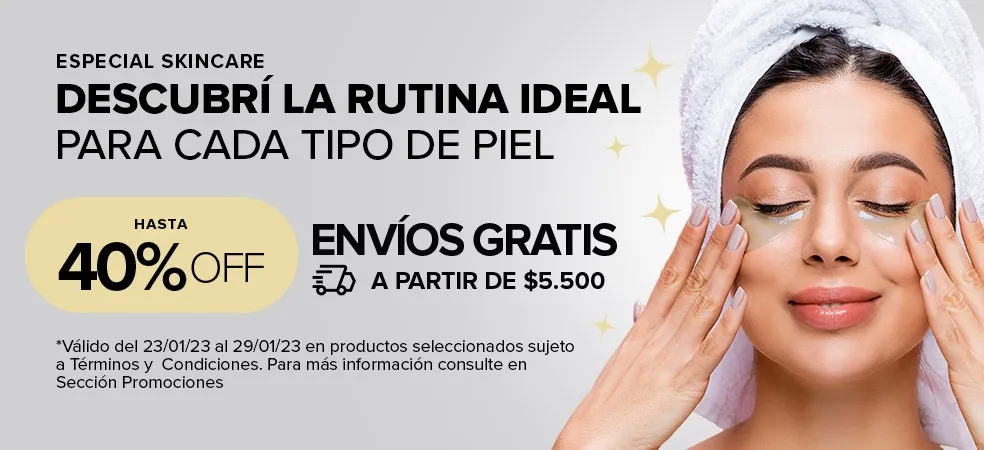 ESPECIAL SKINCARE
DESCUBRÍ LA RUTINA IDEAL
PARA CADA TIPO DE PIEL
HASTA
40% OFF
ENVÍOS GRATIS
A PARTIR DE $5.500
*Válido del 23/01/23 al 29/01/23 en productos seleccionados sujeto
a Términos y  Condiciones. Para más información consulte en
Sección Promociones